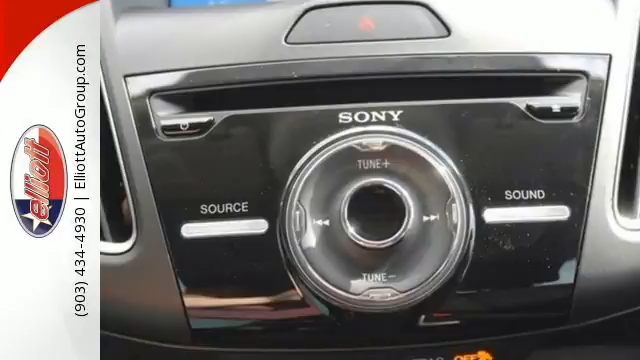 SONY
TUNE+
SOURCE
SOUND
TUNE−
OFF
elliott
(903) 434-4930 | ElliottAutoGroup.com